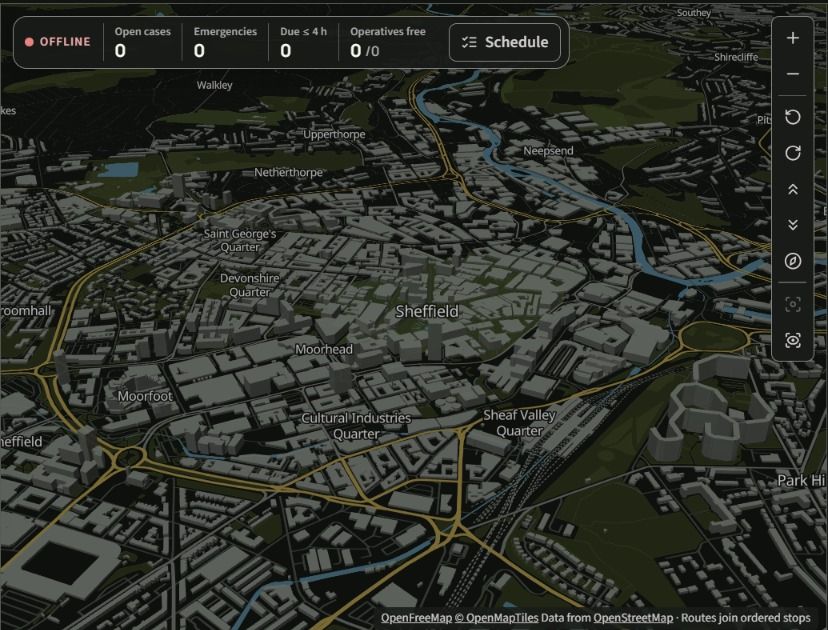 Southey
OFFLINE
Open cases
0
Emergencies
0
Due ≤ 4 h
0
Operatives free
0 /0
Schedule
Shirecliffe
Walkley
kes
Pit
Upperthorpe
Neepsend
Netherthorpe
Saint George's
Quarter
Devonshire
Quarter
roomhall
Sheffield
Moorhead
Moorfoot
Cultural Industries
Quarter
Sheaf Valley
Quarter
heffield
Park Hi
OpenFreeMap © OpenMapTiles Data from OpenStreetMap · Routes join ordered stops